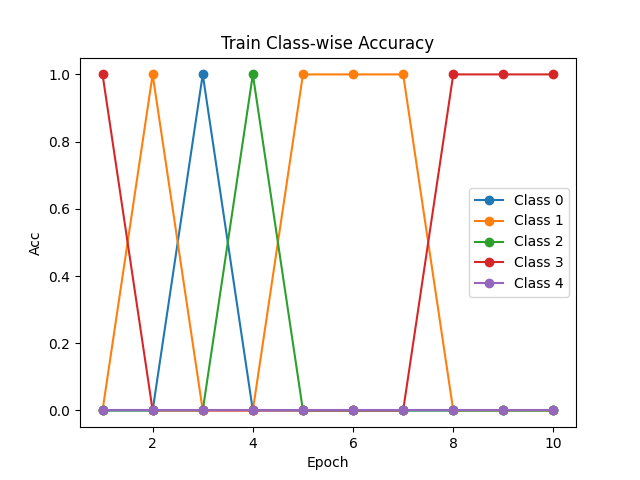 Train Class-wise Accuracy
Acc
1.0
0.8
0.6
0.4
0.2
0.0
Class 0
Class 1
Class 2
Class 3
Class 4
2
4
6
8
10
Epoch